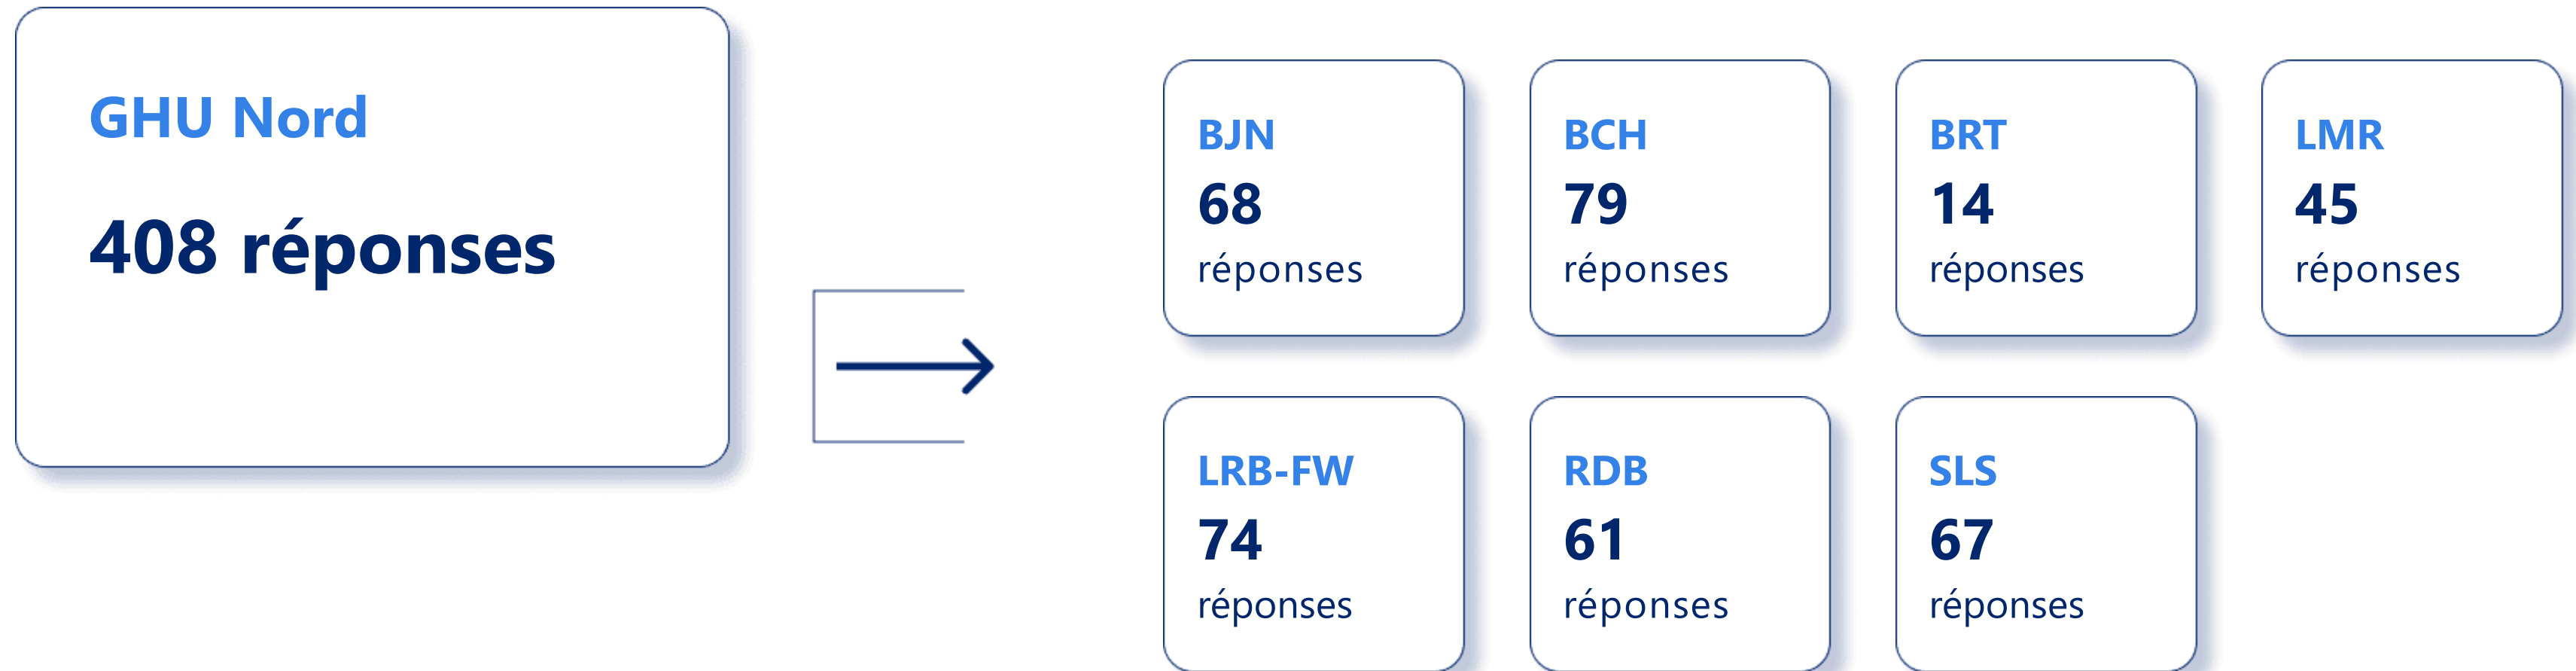 GHU Nord
408 réponses
BJN
68
réponses
BCH
79
réponses
BRT
14
réponses
LMR
45
réponses
LRB-FW
74
réponses
RDB
61
réponses
SLS
67
réponses